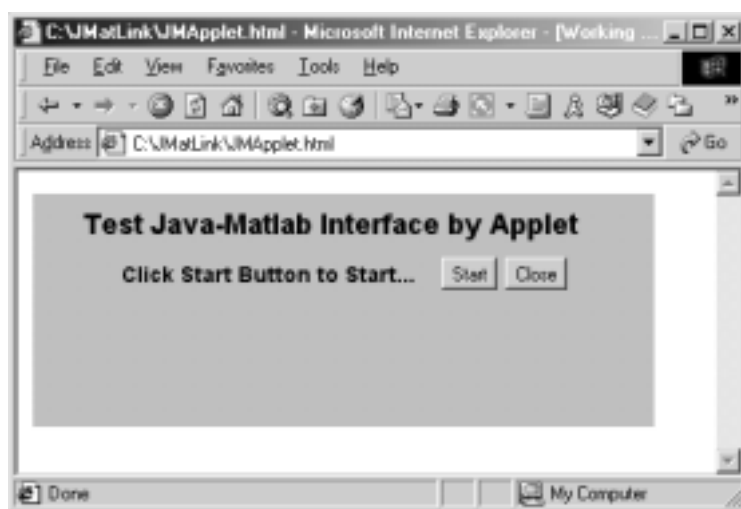 C:\JMatLink\JMApplet.html - Microsoft Internet Explorer - [Working ...
File Edit View Favorites Tools Help
Address C:\JMatLink\JMApplet.html Go
Test Java-Matlab Interface by Applet
Click Start Button to Start... Start Close
Done My Computer